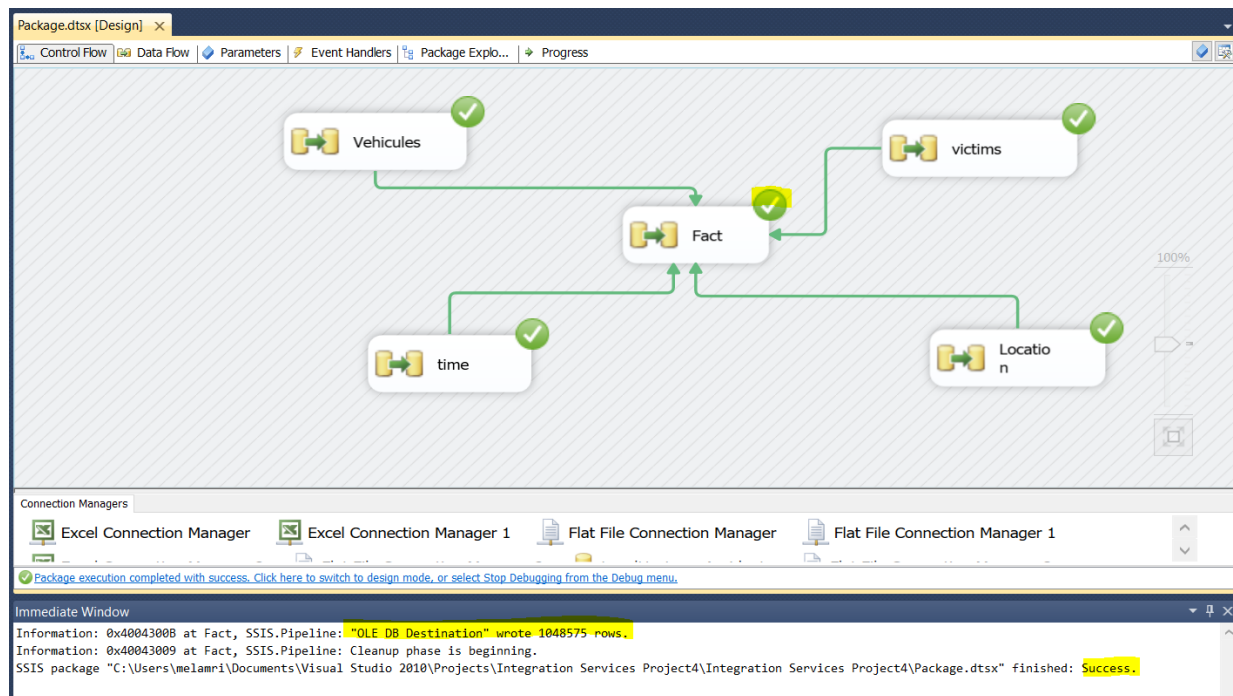 Package.dtsx [Design]
Control Flow Data Flow Parameters Event Handlers Package Explo... Progress
Vehicules
victims
Fact
100%
time
Locatio
n
Connection Managers
Excel Connection Manager Excel Connection Manager 1 Flat File Connection Manager Flat File Connection Manager 1
Package execution completed with success. Click here to switch to design mode, or select Stop Debugging from the Debug menu.
Immediate Window
Information: 0x4004300B at Fact, SSIS.Pipeline: "OLE DB Destination" wrote 1048575 rows.
Information: 0x40043009 at Fact, SSIS.Pipeline: Cleanup phase is beginning.
SSIS package "C:\Users\melamri\Documents\Visual Studio 2010\Projects\Integration Services Project4\Integration Services Project4\Package.dtsx" finished: Success.